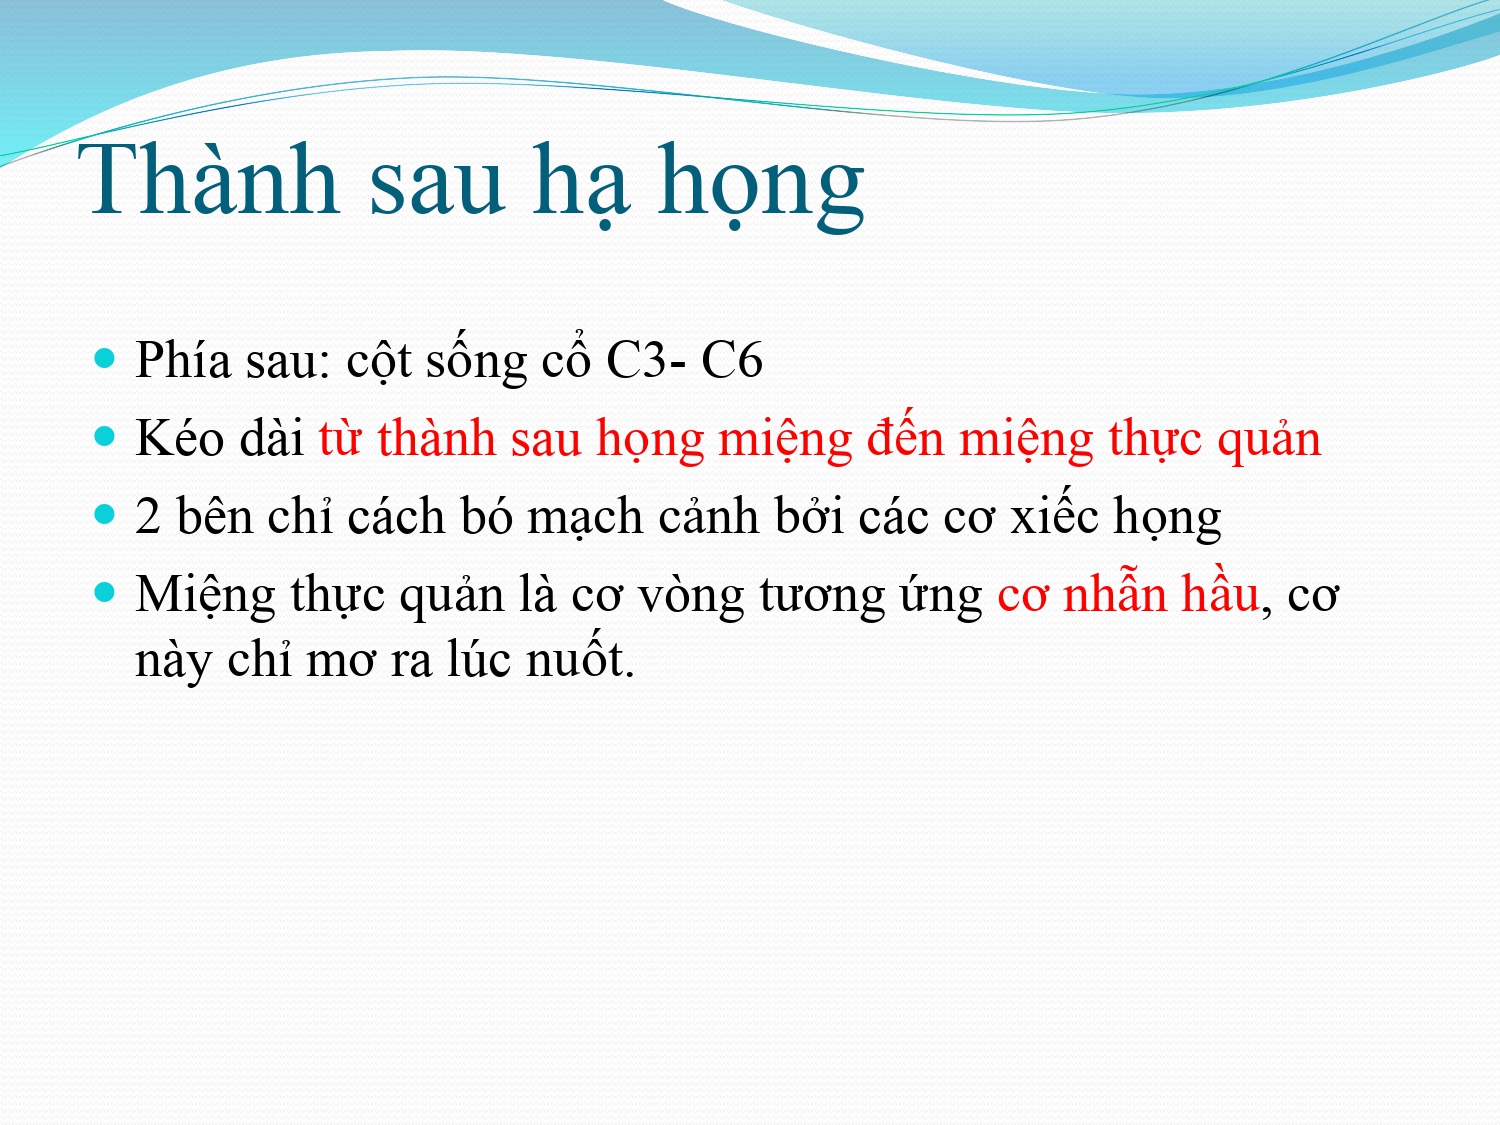 Thành sau hạ họng
Phía sau: cột sống cổ C3- C6
Kéo dài từ thành sau họng miệng đến miệng thực quản
2 bên chỉ cách bó mạch cảnh bởi các cơ xiếc họng
Miệng thực quản là cơ vòng tương ứng cơ nhẫn hầu, cơ
này chỉ mơ ra lúc nuốt.